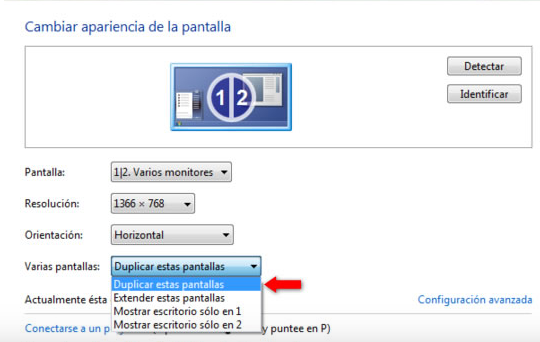 Cambiar apariencia de la pantalla
Detectar
1|2
Identificar
Pantalla: 1|2. Varios monitores
Resolución: 1366 × 768
Orientación: Horizontal
Varias pantallas: Duplicar estas pantallas
Duplicar estas pantallas
Extender estas pantallas
Mostrar escritorio sólo en 1
Mostrar escritorio sólo en 2
Actualmente ésta
Configuración avanzada
Conectarse a un p
y puntee en P)